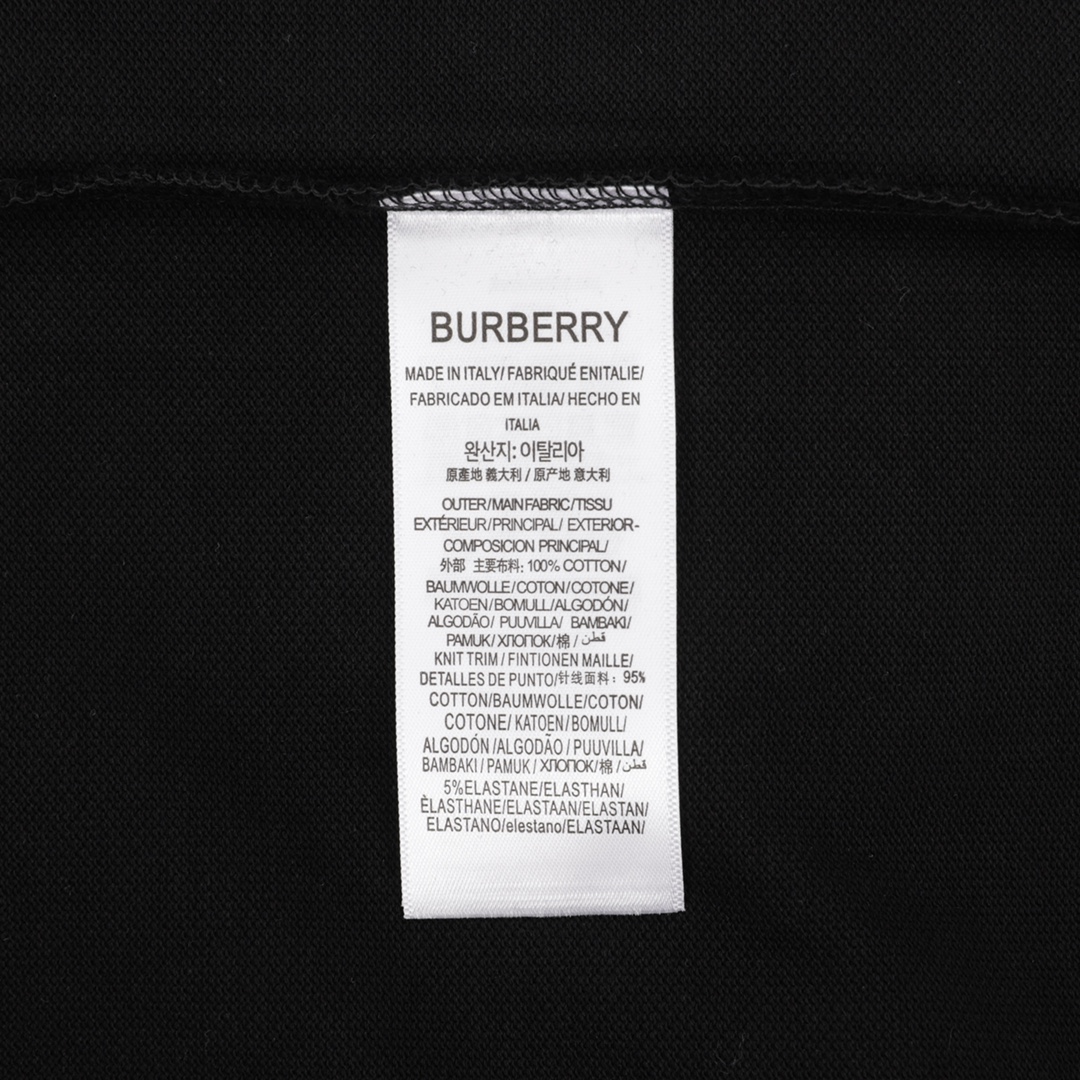 BURBERRY
MADE IN ITALY/ FABRIQUÉ ENITALIE/
FABRICADO EM ITALIA/ HECHO EN
ITALIA
완산지: 이탈리아
原產地 義大利 / 原产地 意大利
OUTER/MAIN FABRIC/TISSU
EXTÉRIEUR/PRINCIPAL/ EXTERIOR-
COMPOSICION PRINCIPAL/
外部 主要布料: 100% COTTON/
BAUMWOLLE/COTON/COTONE/
KATOEN/BOMULL/ALGODÓN/
ALGODÃO/ PUUVILLA/ BAMBAKI/
PAMUK/ХЛОПОК/棉 / قطن
KNIT TRIM / FINTIONEN MAILLE/
DETALLES DE PUNTO/针线面料: 95%
COTTON/BAUMWOLLE/COTON/
COTONE/ KATOEN/BOMULL/
ALGODÓN /ALGODÃO / PUUVILLA/
BAMBAKI / PAMUK / ХЛОПОК/棉 / قطن
5%ELASTANE/ELASTHAN/
ÈLASTHANE/ELASTAAN/ELASTAN/
ELASTANO/elestano/ELASTAAN/